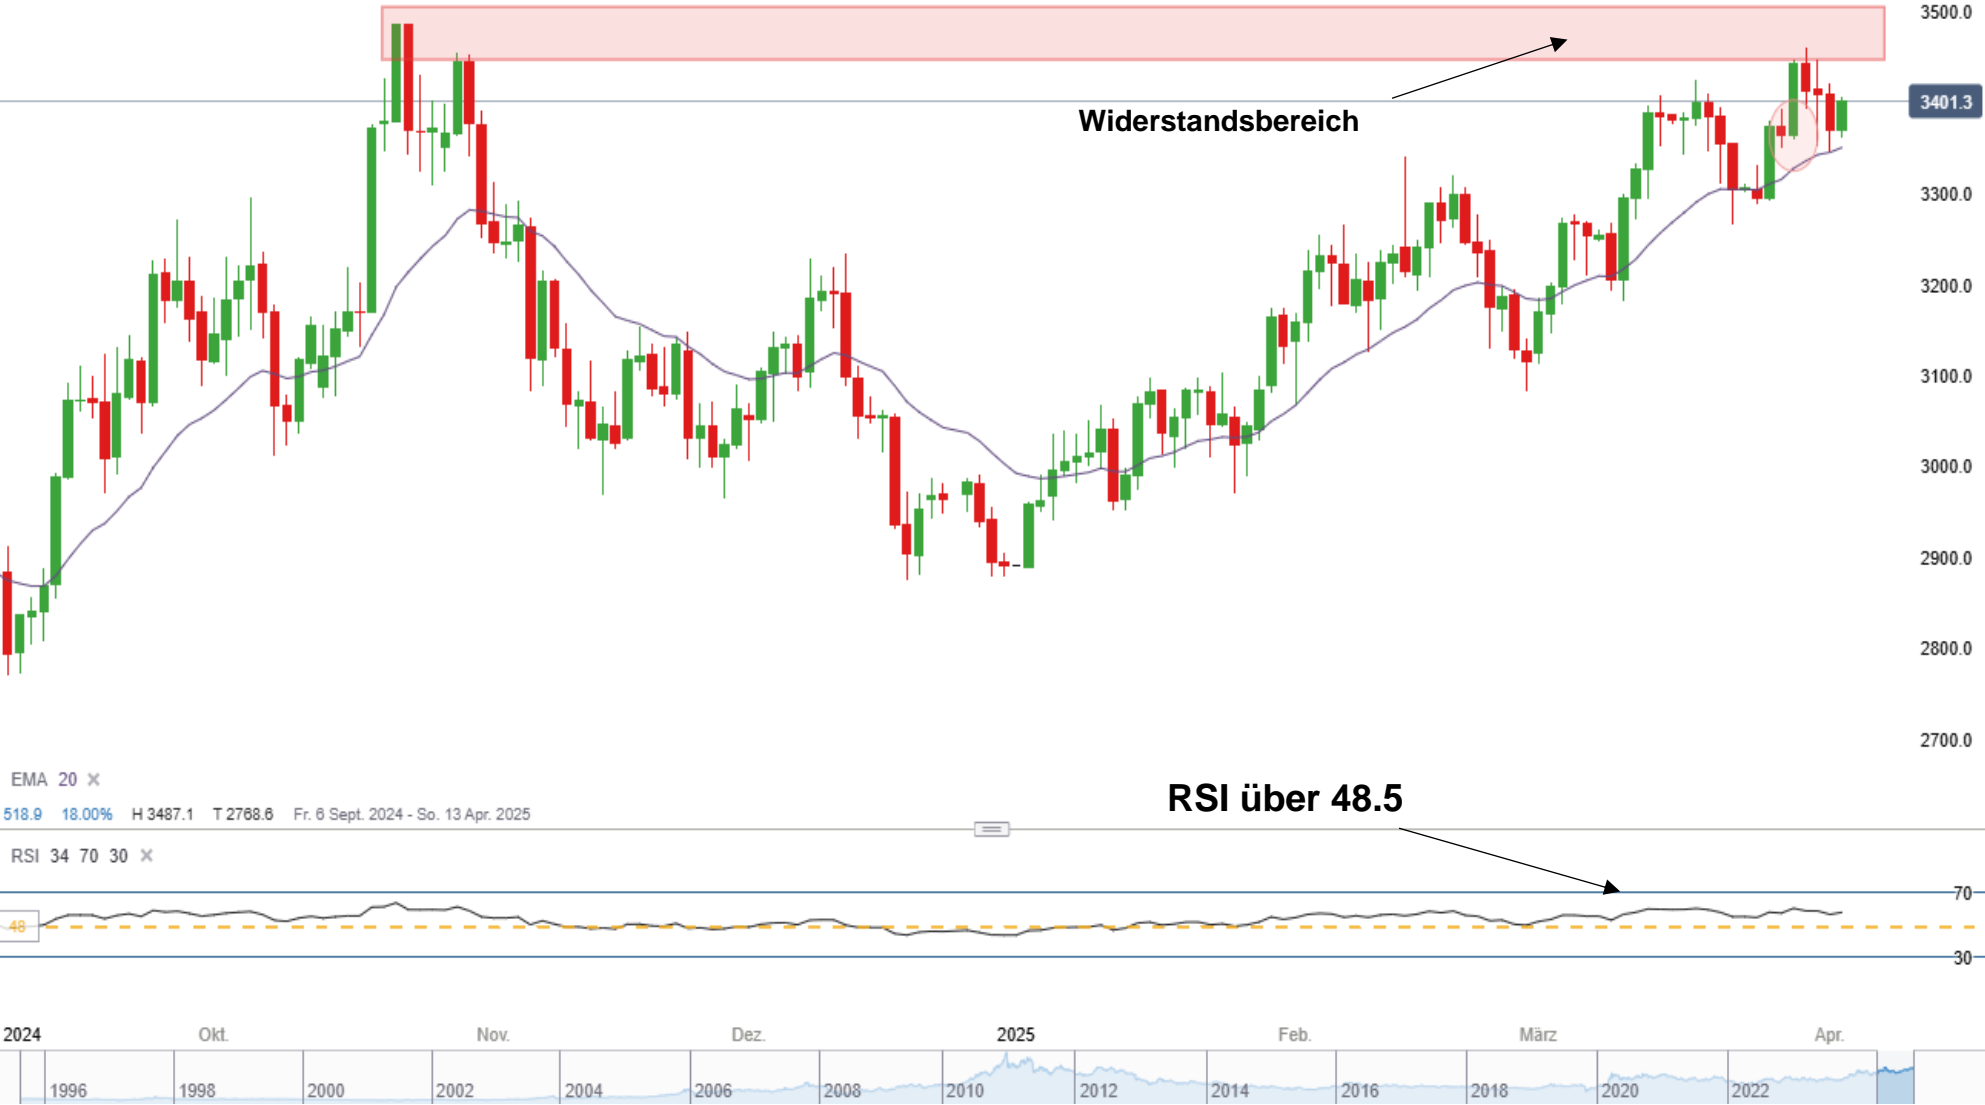 3500.0
3401.3
Widerstandsbereich
3300.0
3200.0
3100.0
3000.0
2900.0
2800.0
2700.0
EMA 20 ×
RSI über 48.5
518.9 18.00% H 3487.1 T 2768.6 Fr. 6 Sept. 2024 - So. 13 Apr. 2025
RSI 34 70 30 ×
70
48
30
2024 Okt. Nov. Dez. 2025 Feb. März Apr.
1996 1998 2000 2002 2004 2006 2008 2010 2012 2014 2016 2018 2020 2022